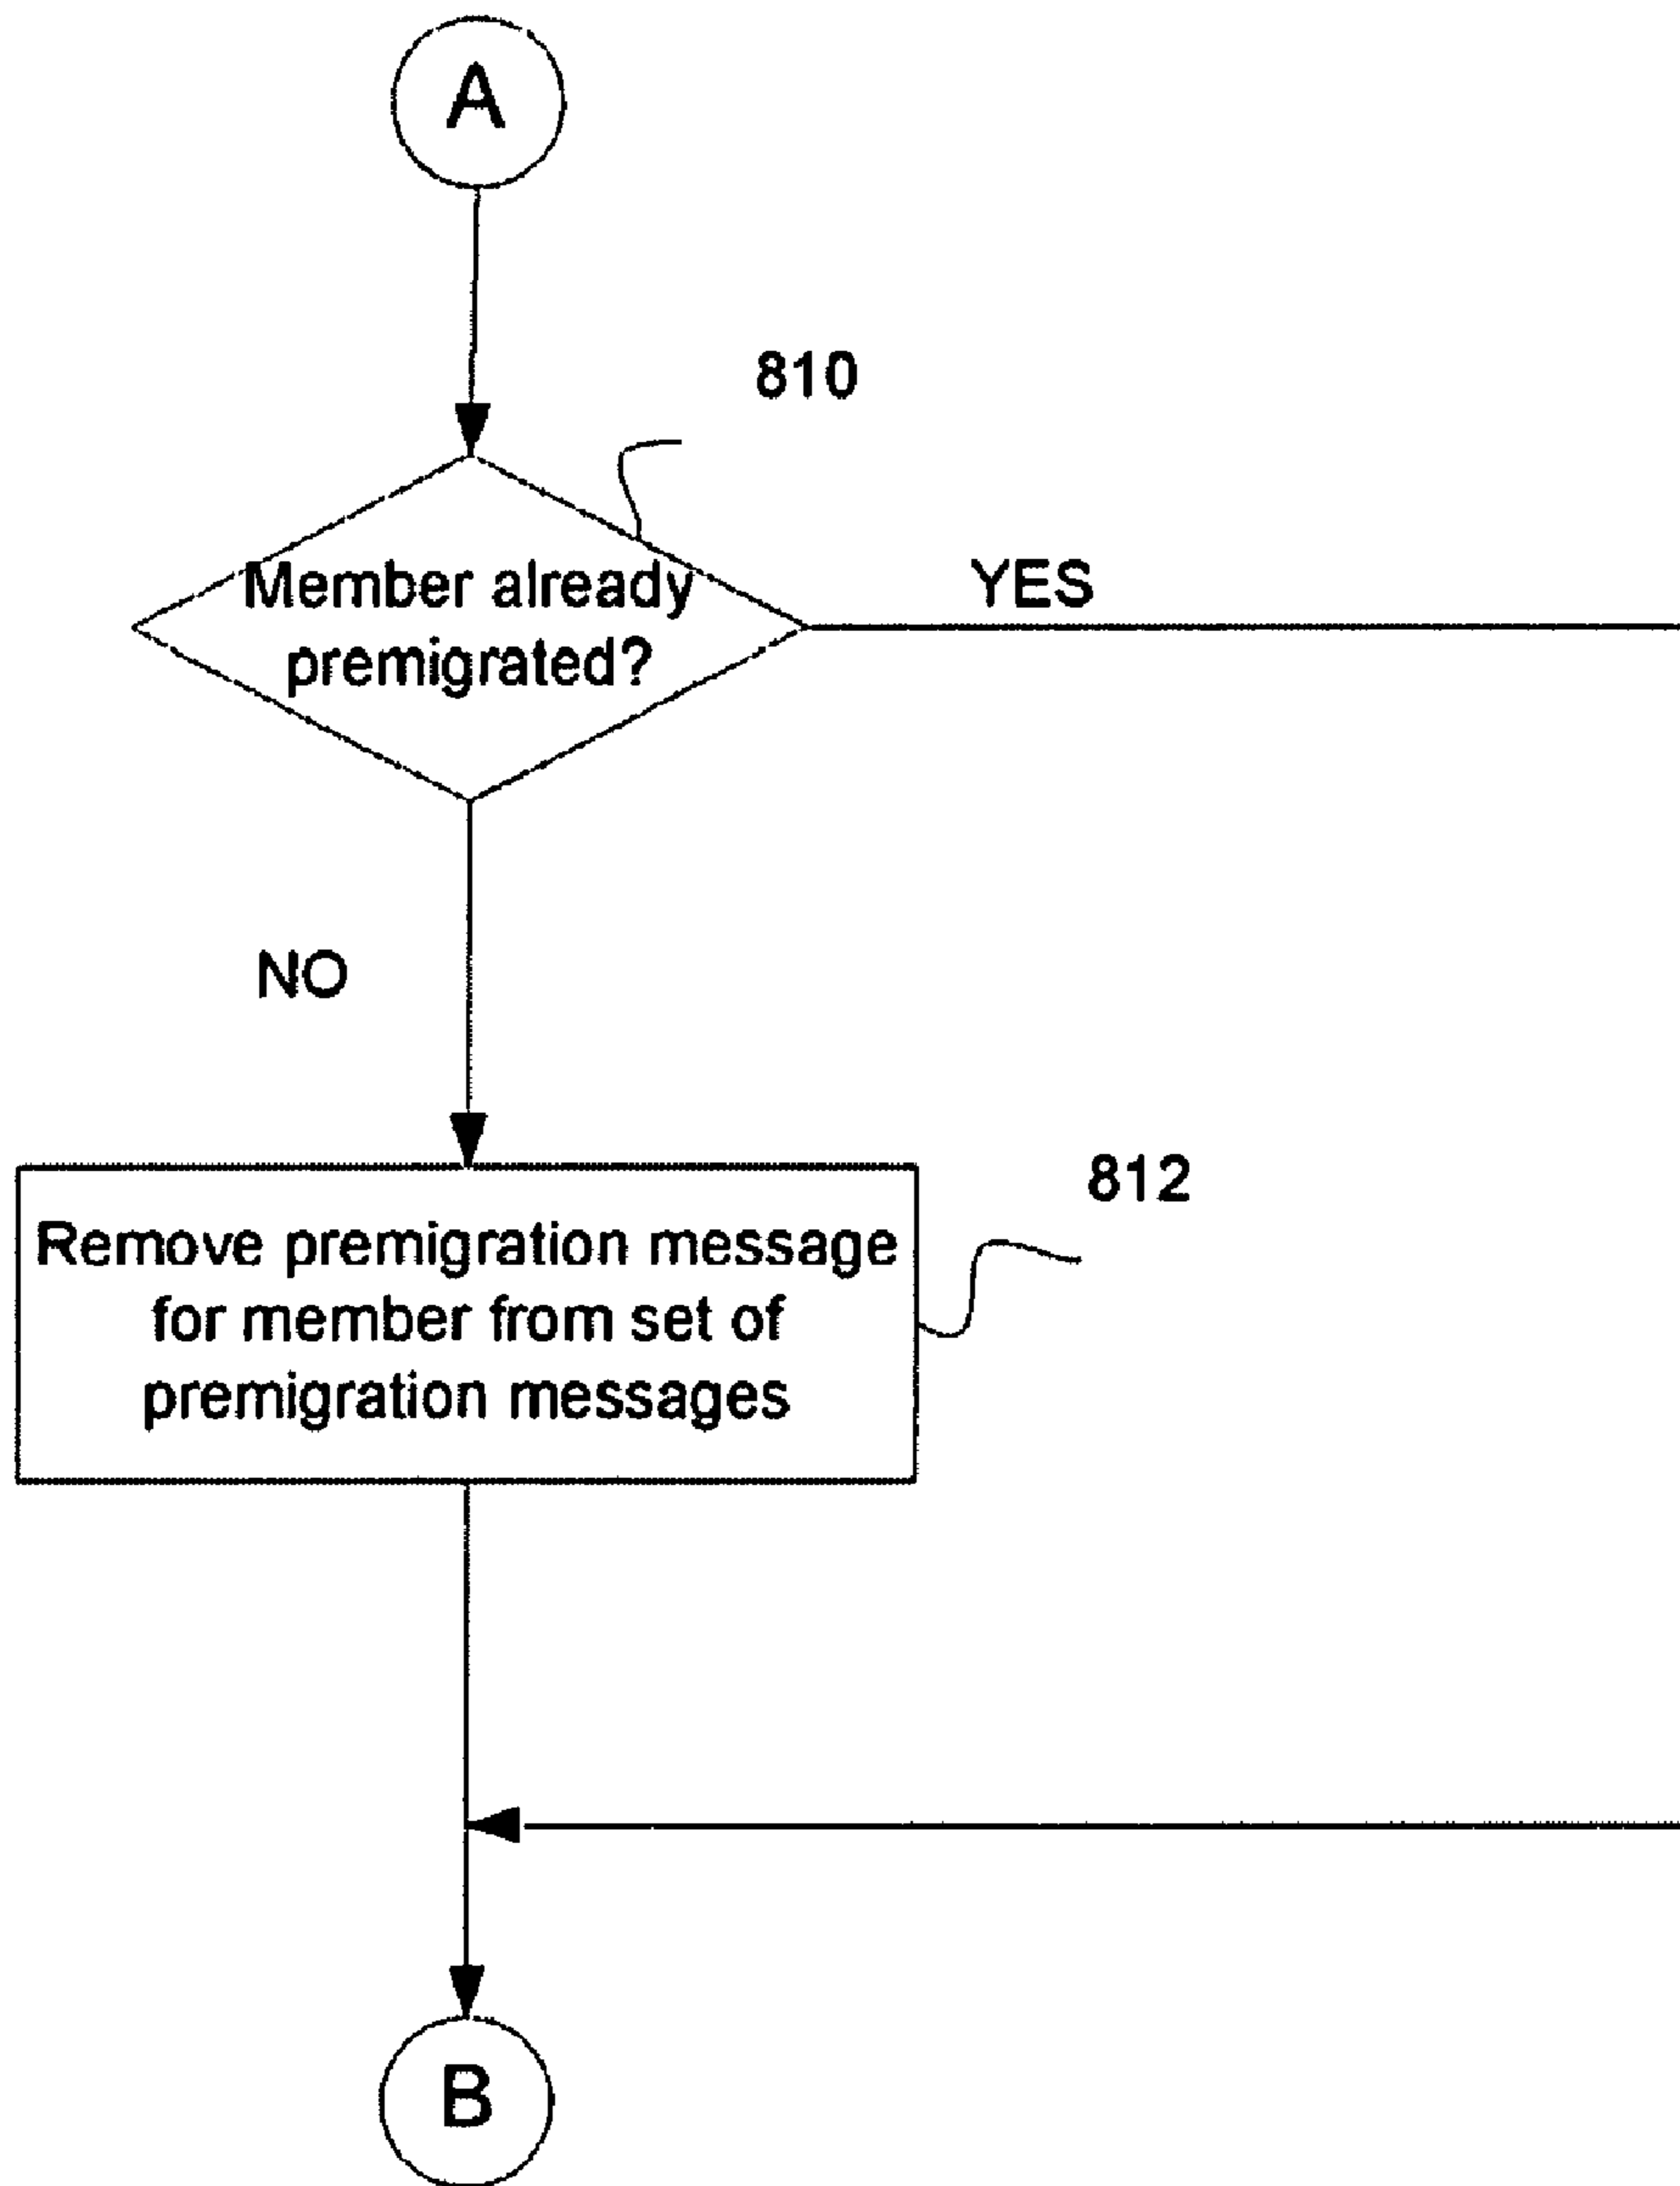 A
810
Member already
premigrated?
YES
NO
812
Remove premigration message
for member from set of
premigration messages
B